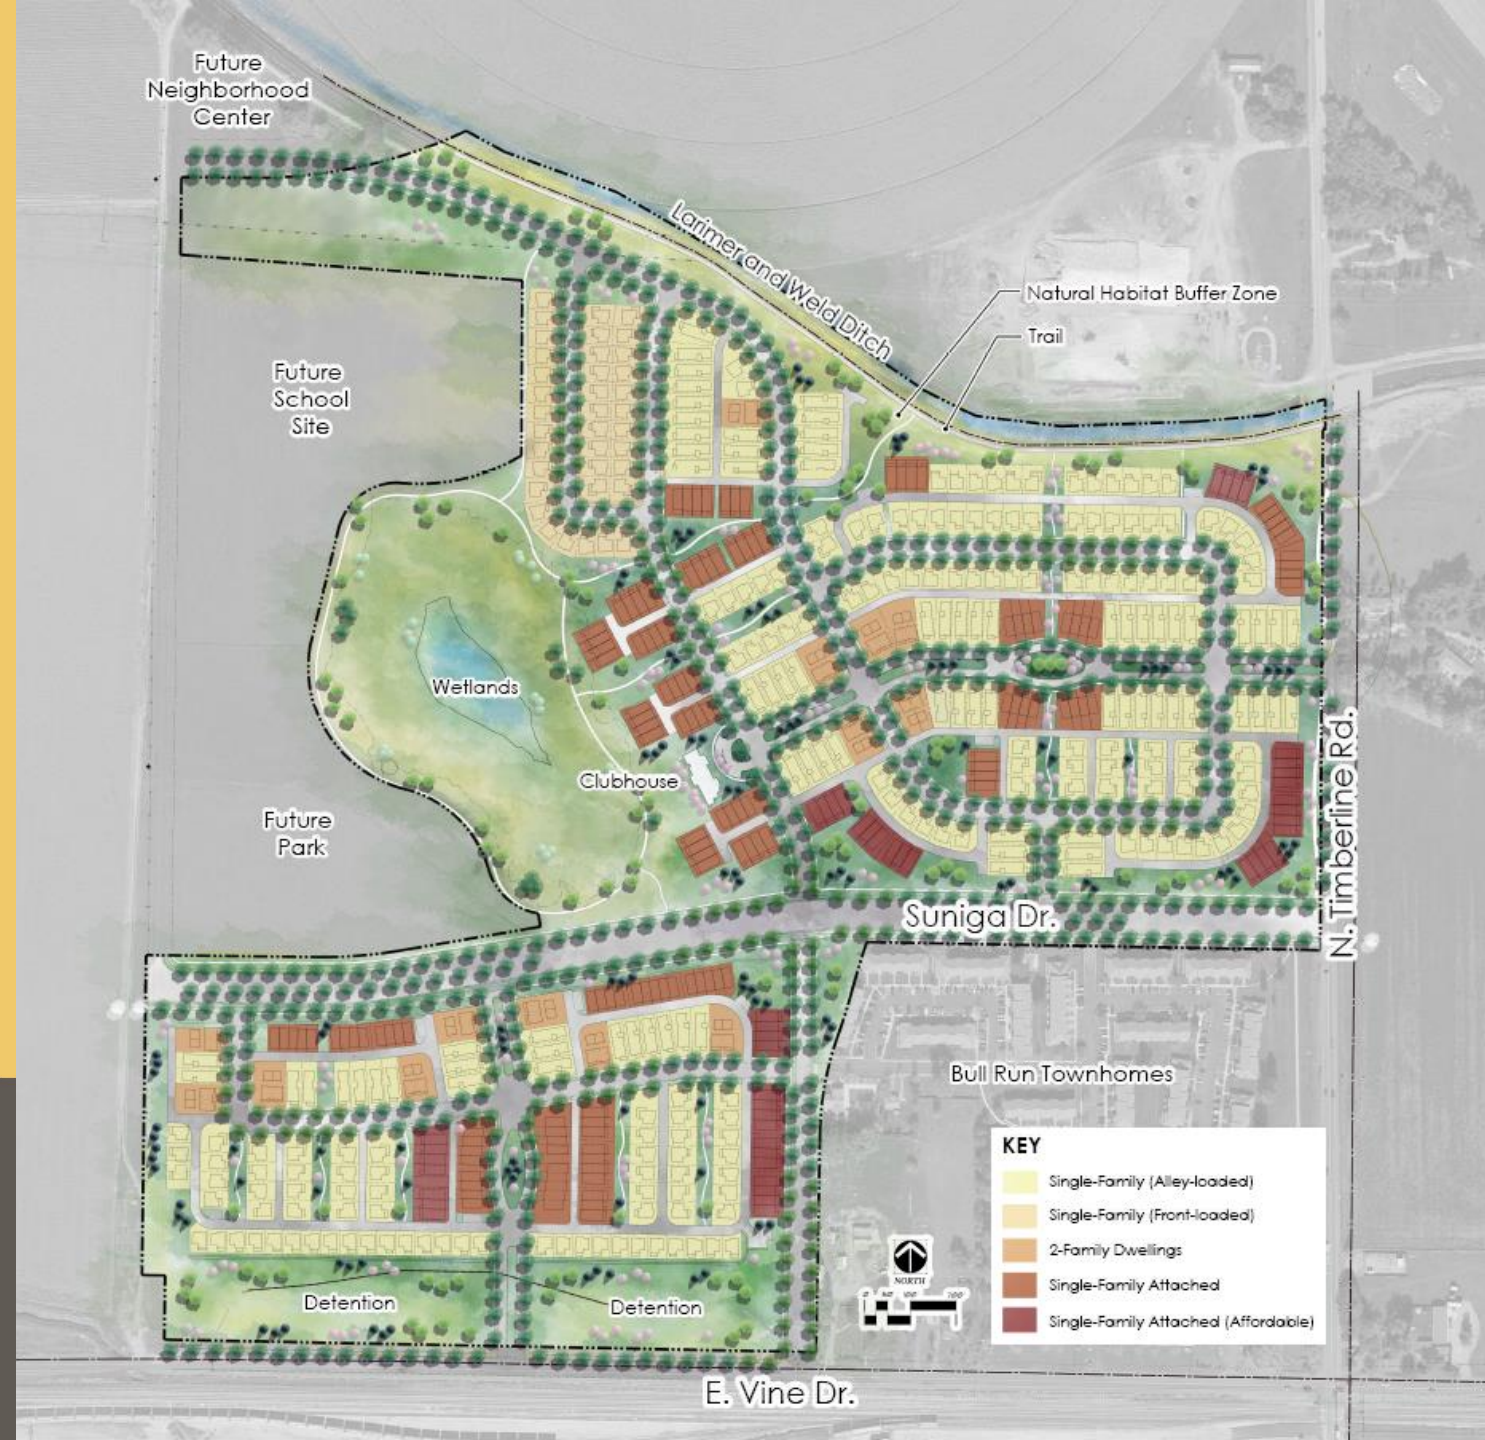 Future
Neighborhood
Center
Larimer and Weld Ditch
Natural Habitat Buffer Zone
Trail
Future
School
Site
Wetlands
Clubhouse
Future
Park
N. Timberline Rd.
Suniga Dr.
Bull Run Townhomes
KEY
Single-Family (Alley-loaded)
Single-Family (Front-loaded)
2-Family Dwellings
Single-Family Attached
Single-Family Attached (Affordable)
NORTH
0
Detention
Detention
E. Vine Dr.